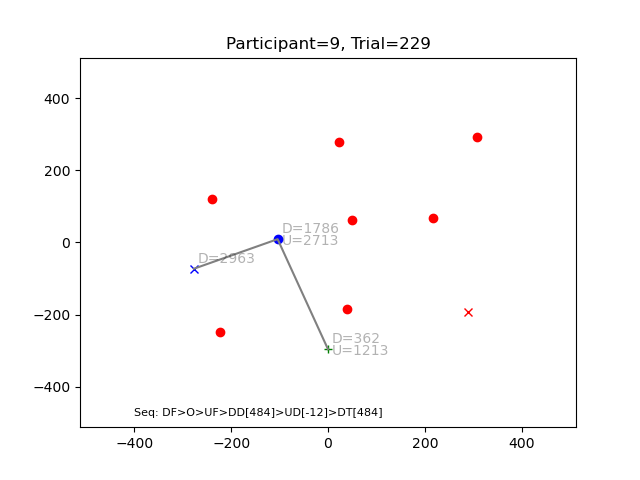 Participant=9, Trial=229
400
200
0
−200
−400
D=1786
U=2713
D=2963
D=362
U=1213
Seq: DF>O>UF>DD[484]>UD[-12]>DT[484]
−400
−200
0
200
400